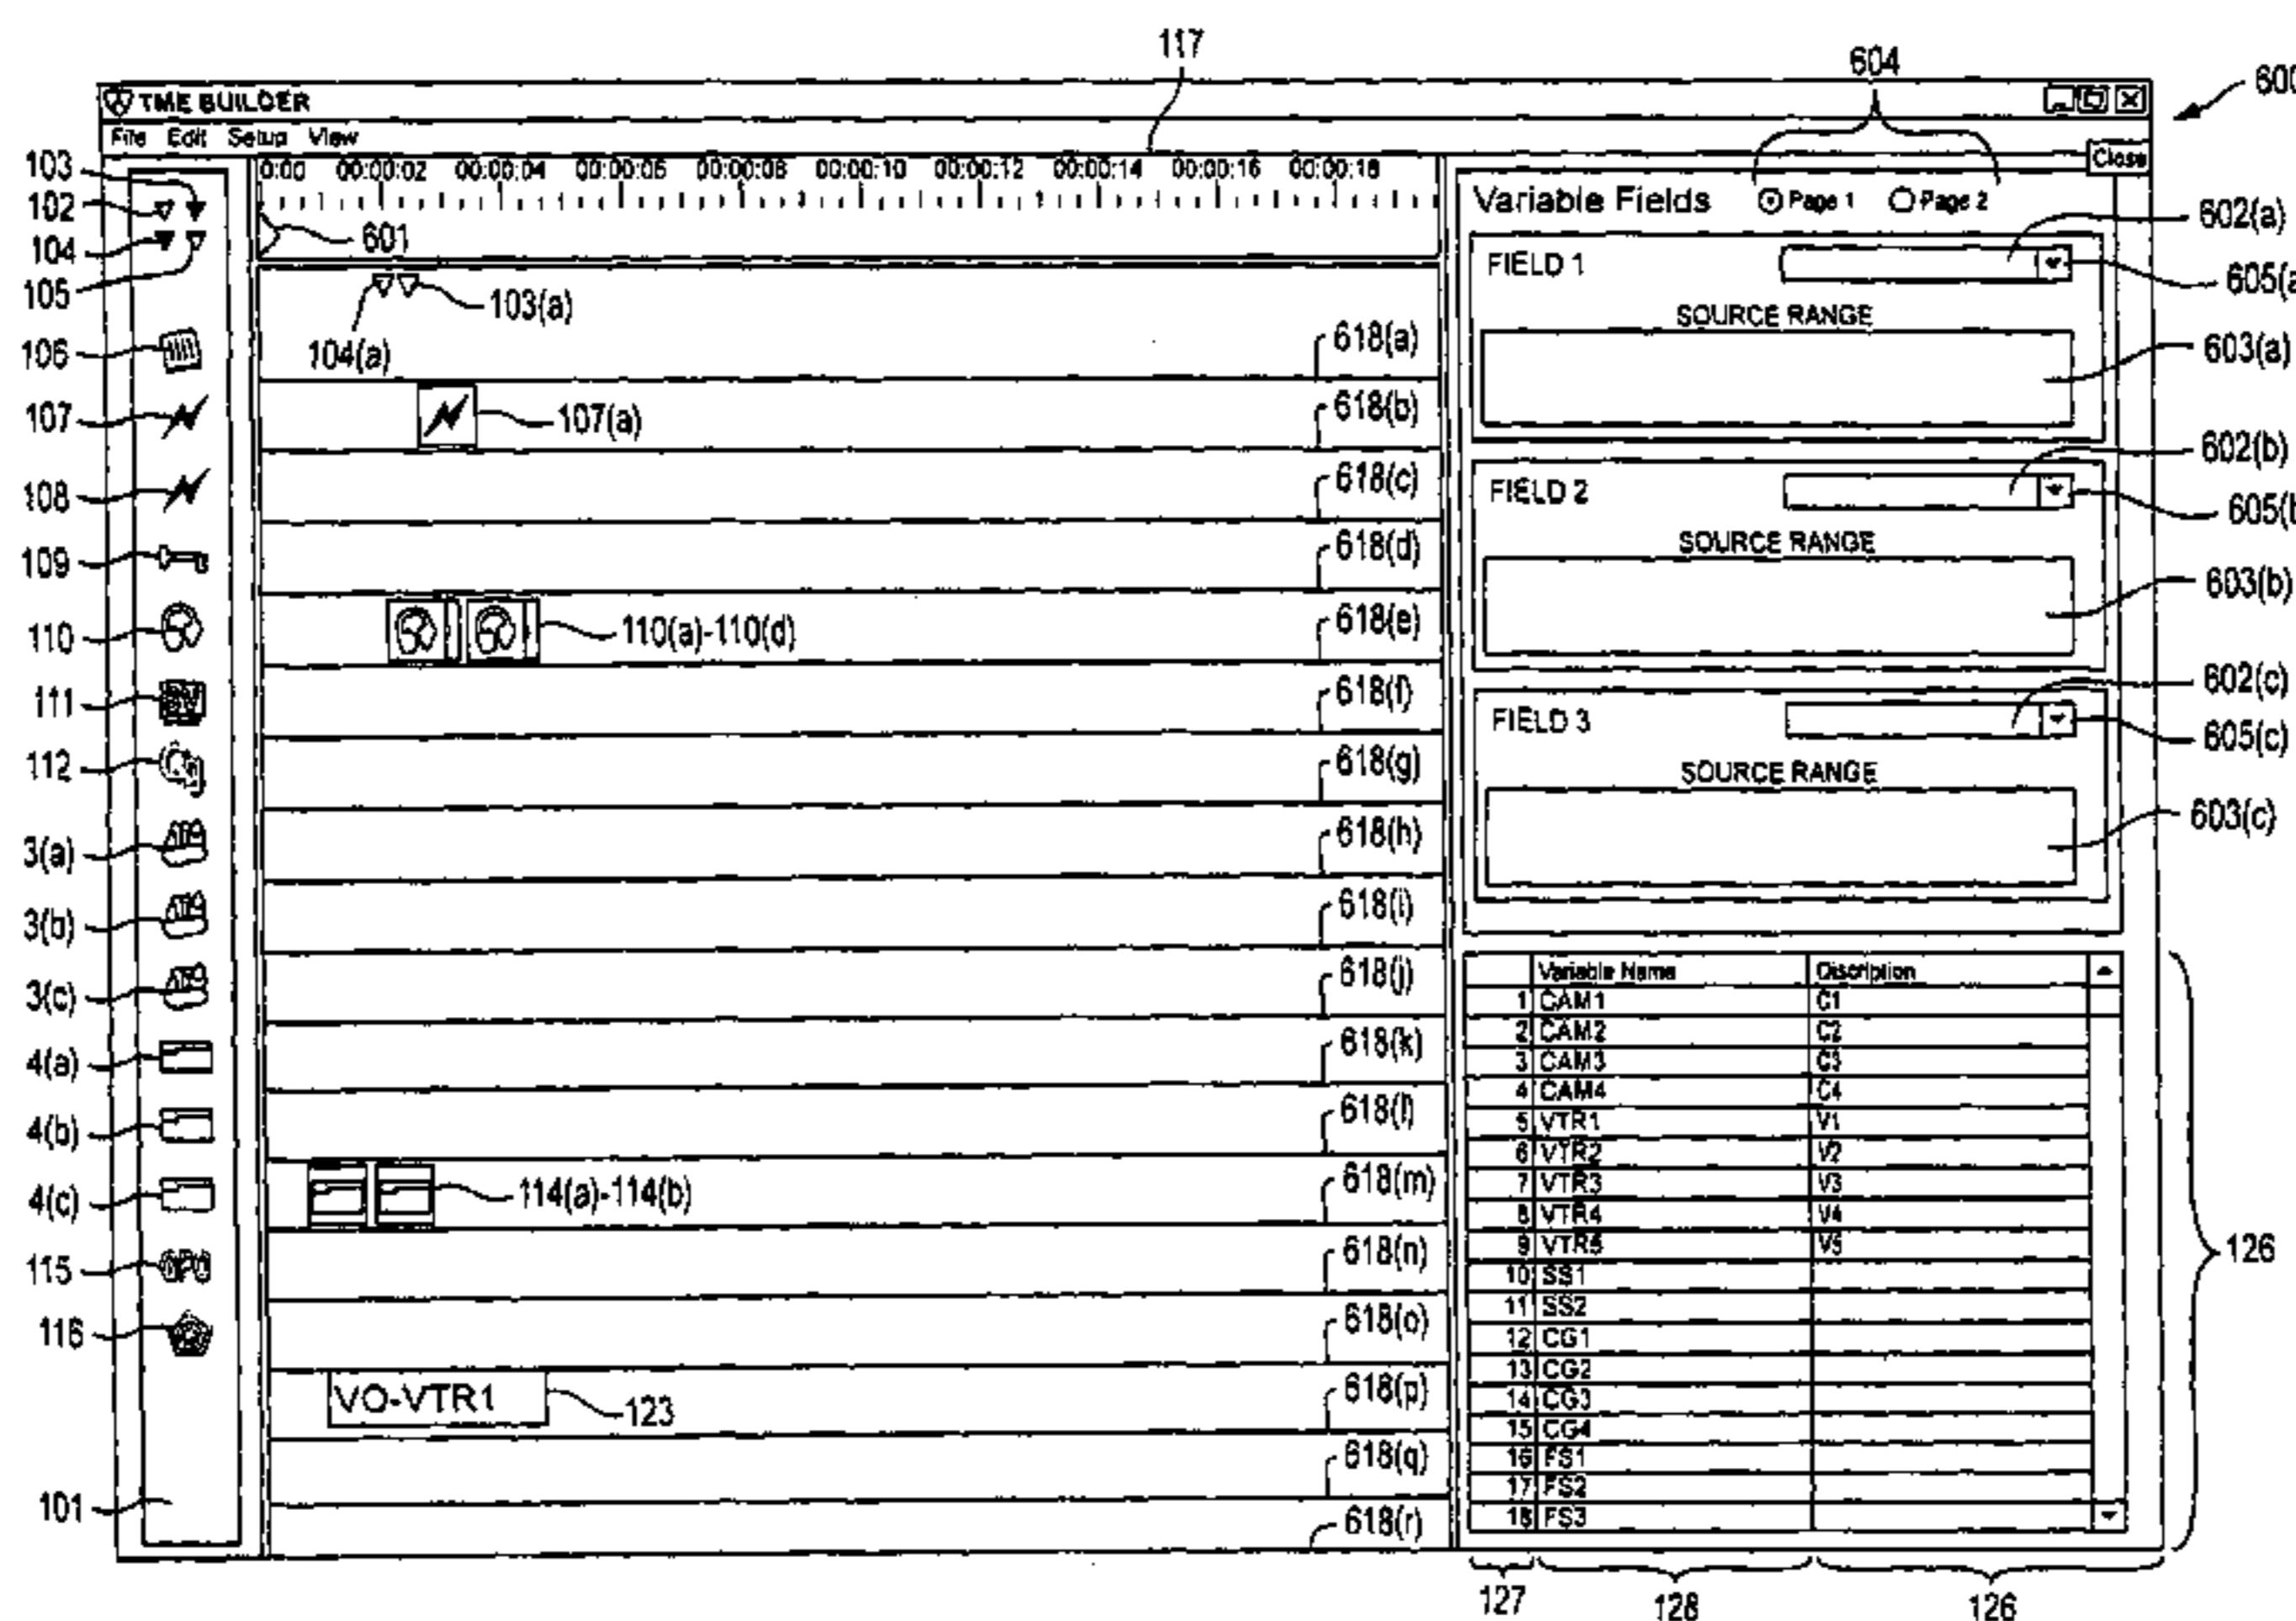 117
604
600
TME BUILDER
File Edit Setup View
Close
0:00 00:00:02 00:00:04 00:00:06 00:00:08 00:00:10 00:00:12 00:00:14 00:00:16 00:00:18
103
102
104
105
106
107
108
109
110
111
112
3(a)
3(b)
3(c)
4(a)
4(b)
4(c)
115
116
101
601
104(a)
103(a)
618(a)
107(a)
618(b)
618(c)
618(d)
110(a)-110(d)
618(e)
618(f)
618(g)
618(h)
618(i)
618(j)
618(k)
618(l)
114(a)-114(b)
618(m)
618(n)
618(o)
VO-VTR1
123
618(p)
618(q)
618(r)
Variable Fields Page 1 Page 2
FIELD 1
602(a)
605(a
SOURCE RANGE
603(a)
FIELD 2
602(b)
605(b
SOURCE RANGE
603(b)
FIELD 3
602(c)
605(c)
SOURCE RANGE
603(c)
Variable Name Discription
1 CAM1 C1
2 CAM2 C2
3 CAM3 C3
4 CAM4 C4
5 VTR1 V1
6 VTR2 V2
7 VTR3 V3
8 VTR4 V4
9 VTR5 V5
10 SS1
11 SS2
12 CG1
13 CG2
14 CG3
15 CG4
16 FS1
17 FS2
18 FS3
126
127
128
126